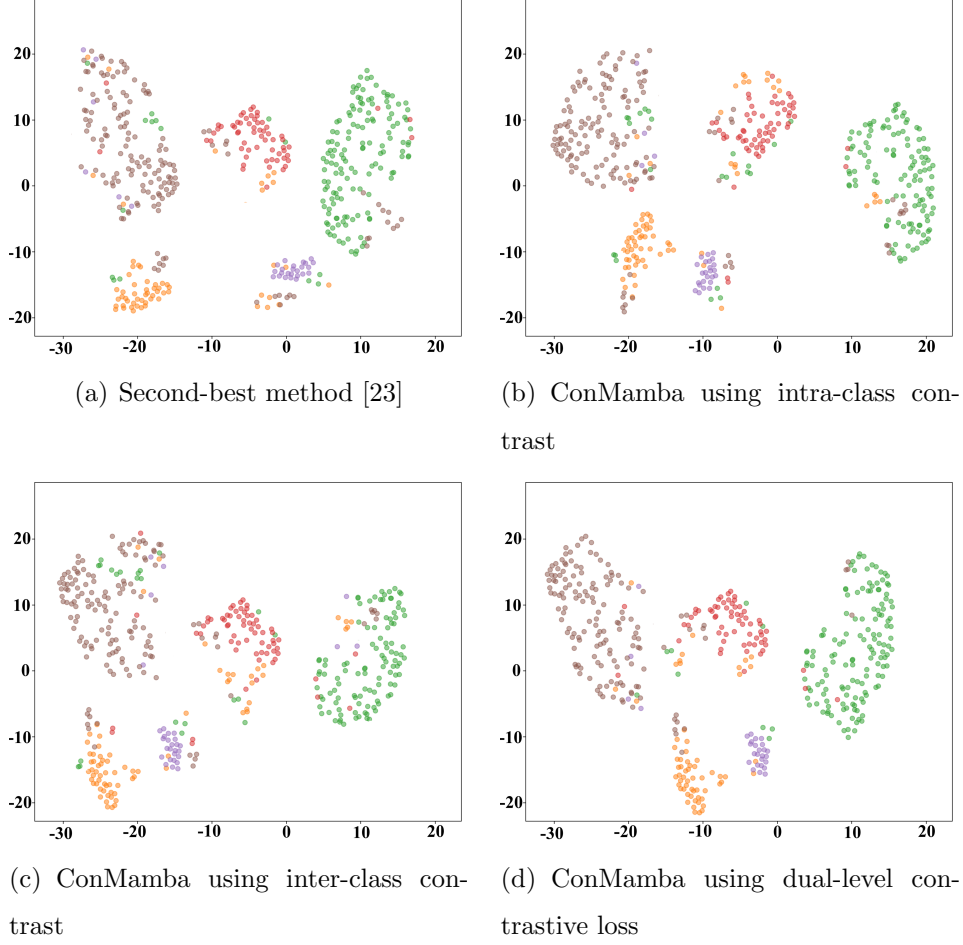 20
10
0
-10
-20
-30 -20 -10 0 10 20
(a) Second-best method [23]
20
10
0
-10
-20
-30 -20 -10 0 10 20
(b) ConMamba using intra-class con-
trast
20
10
0
-10
-20
-30 -20 -10 0 10 20
(c) ConMamba using inter-class con-
trast
20
10
0
-10
-20
-30 -20 -10 0 10 20
(d) ConMamba using dual-level con-
trastive loss